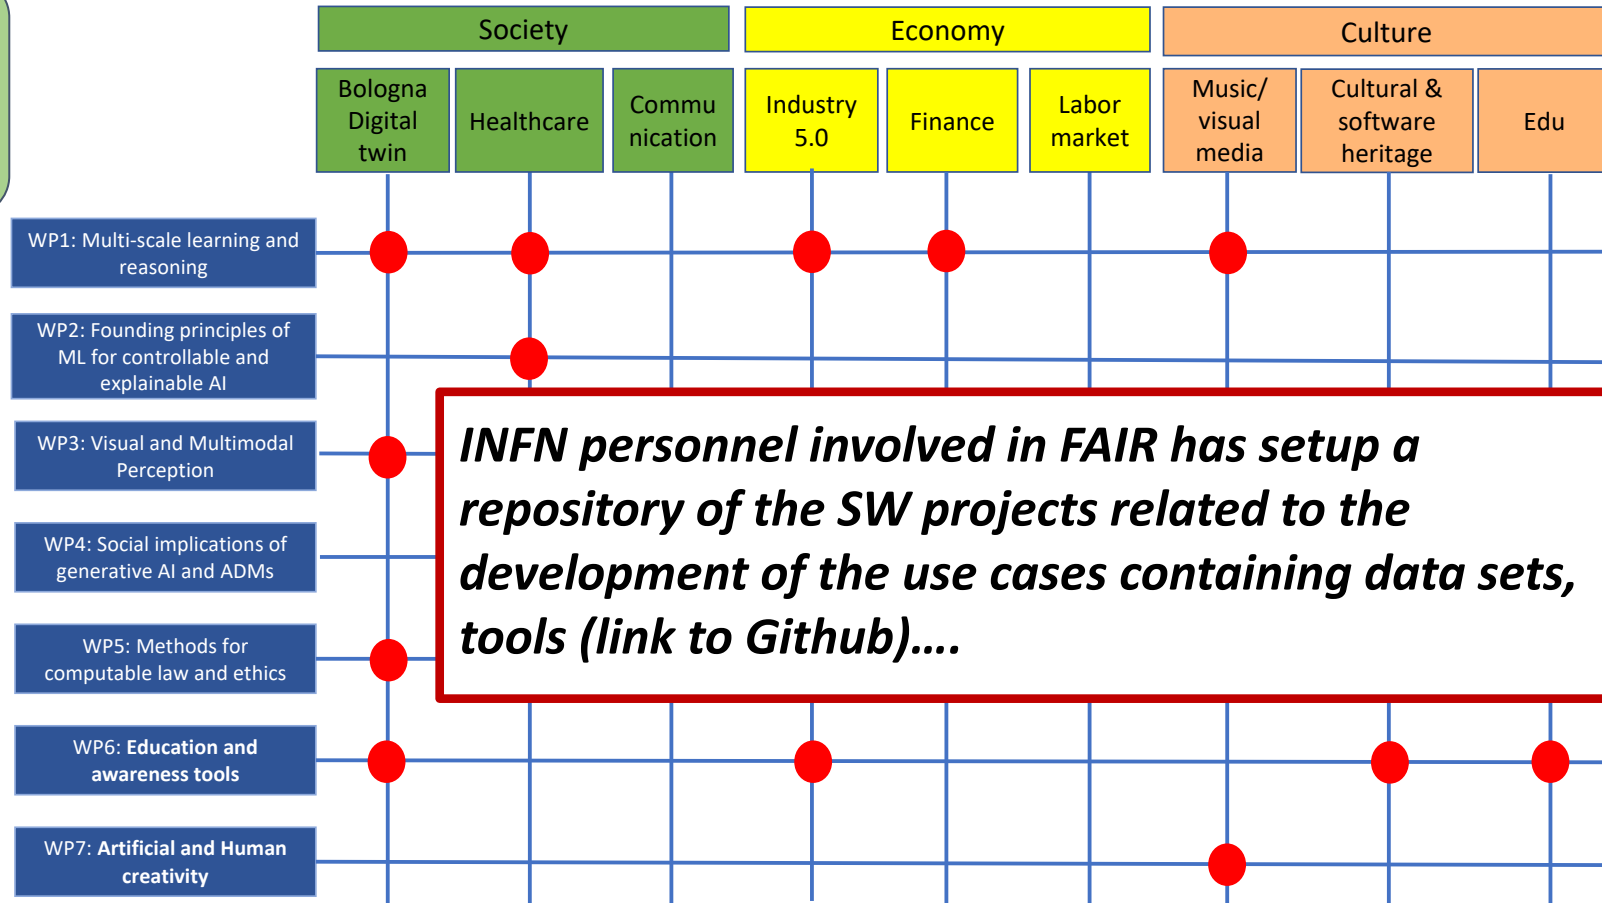 Society
Economy
Culture
Bologna
Digital
twin
Healthcare
Commu
nication
Industry
5.0
Finance
Labor
market
Music/
visual
media
Cultural &
software
heritage
Edu
WP1: Multi-scale learning and
reasoning
WP2: Founding principles of
ML for controllable and
explainable AI
WP3: Visual and Multimodal
Perception
WP4: Social implications of
generative AI and ADMs
WP5: Methods for
computable law and ethics
WP6: Education and
awareness tools
WP7: Artificial and Human
creativity
INFN personnel involved in FAIR has setup a
repository of the SW projects related to the
development of the use cases containing data sets,
tools (link to Github)....